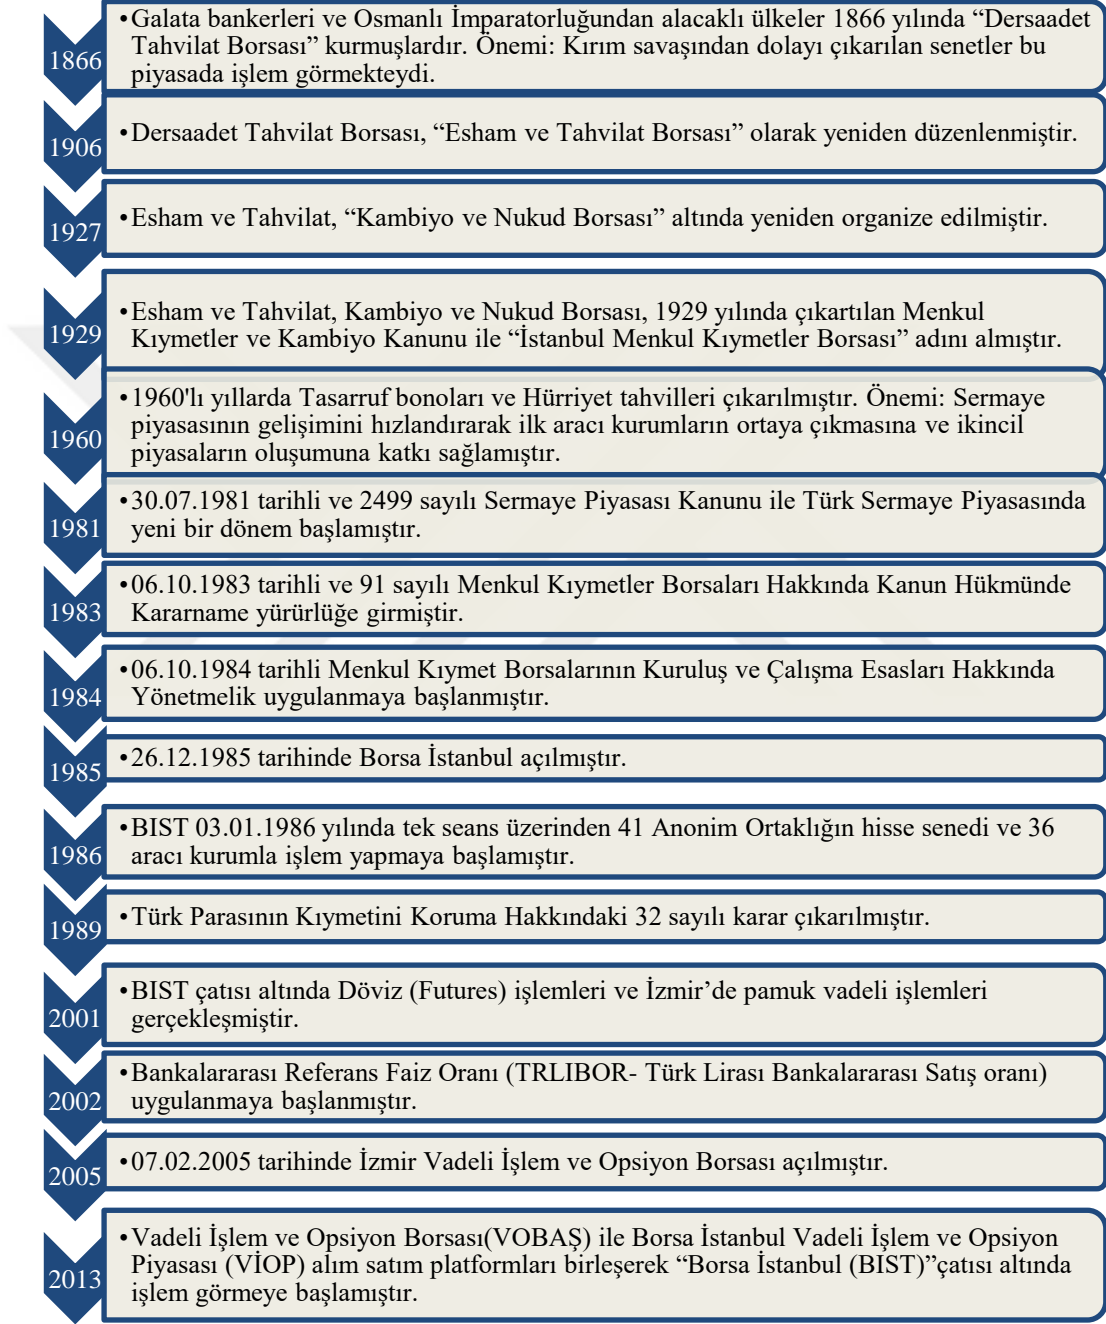 1866
•Galata bankerleri ve Osmanlı İmparatorluğundan alacaklı ülkeler 1866 yılında “Dersaadet
Tahvilat Borsası” kurmuşlardır. Önemi: Kırım savaşından dolayı çıkarılan senetler bu
piyasada işlem görmekteydi.
1906
•Dersaadet Tahvilat Borsası, “Esham ve Tahvilat Borsası” olarak yeniden düzenlenmiştir.
1927
•Esham ve Tahvilat, “Kambiyo ve Nukud Borsası” altında yeniden organize edilmiştir.
1929
•Esham ve Tahvilat, Kambiyo ve Nukud Borsası, 1929 yılında çıkartılan Menkul
Kıymetler ve Kambiyo Kanunu ile “İstanbul Menkul Kıymetler Borsası” adını almıştır.
1960
•1960'lı yıllarda Tasarruf bonoları ve Hürriyet tahvilleri çıkarılmıştır. Önemi: Sermaye
piyasasının gelişimini hızlandırarak ilk aracı kurumların ortaya çıkmasına ve ikincil
piyasaların oluşumuna katkı sağlamıştır.
1981
•30.07.1981 tarihli ve 2499 sayılı Sermaye Piyasası Kanunu ile Türk Sermaye Piyasasında
yeni bir dönem başlamıştır.
1983
•06.10.1983 tarihli ve 91 sayılı Menkul Kıymetler Borsaları Hakkında Kanun Hükmünde
Kararname yürürlüğe girmiştir.
1984
•06.10.1984 tarihli Menkul Kıymet Borsalarının Kuruluş ve Çalışma Esasları Hakkında
Yönetmelik uygulanmaya başlanmıştır.
1985
•26.12.1985 tarihinde Borsa İstanbul açılmıştır.
1986
•BIST 03.01.1986 yılında tek seans üzerinden 41 Anonim Ortaklığın hisse senedi ve 36
aracı kurumla işlem yapmaya başlamıştır.
1989
•Türk Parasının Kıymetini Koruma Hakkındaki 32 sayılı karar çıkarılmıştır.
2001
•BIST çatısı altında Döviz (Futures) işlemleri ve İzmir’de pamuk vadeli işlemleri
gerçekleşmiştir.
2002
•Bankalararası Referans Faiz Oranı (TRLIBOR- Türk Lirası Bankalararası Satış oranı)
uygulanmaya başlanmıştır.
2005
•07.02.2005 tarihinde İzmir Vadeli İşlem ve Opsiyon Borsası açılmıştır.
2013
•Vadeli İşlem ve Opsiyon Borsası(VOBAŞ) ile Borsa İstanbul Vadeli İşlem ve Opsiyon
Piyasası (VİOP) alım satım platformları birleşerek “Borsa İstanbul (BIST)”çatısı altında
işlem görmeye başlamıştır.